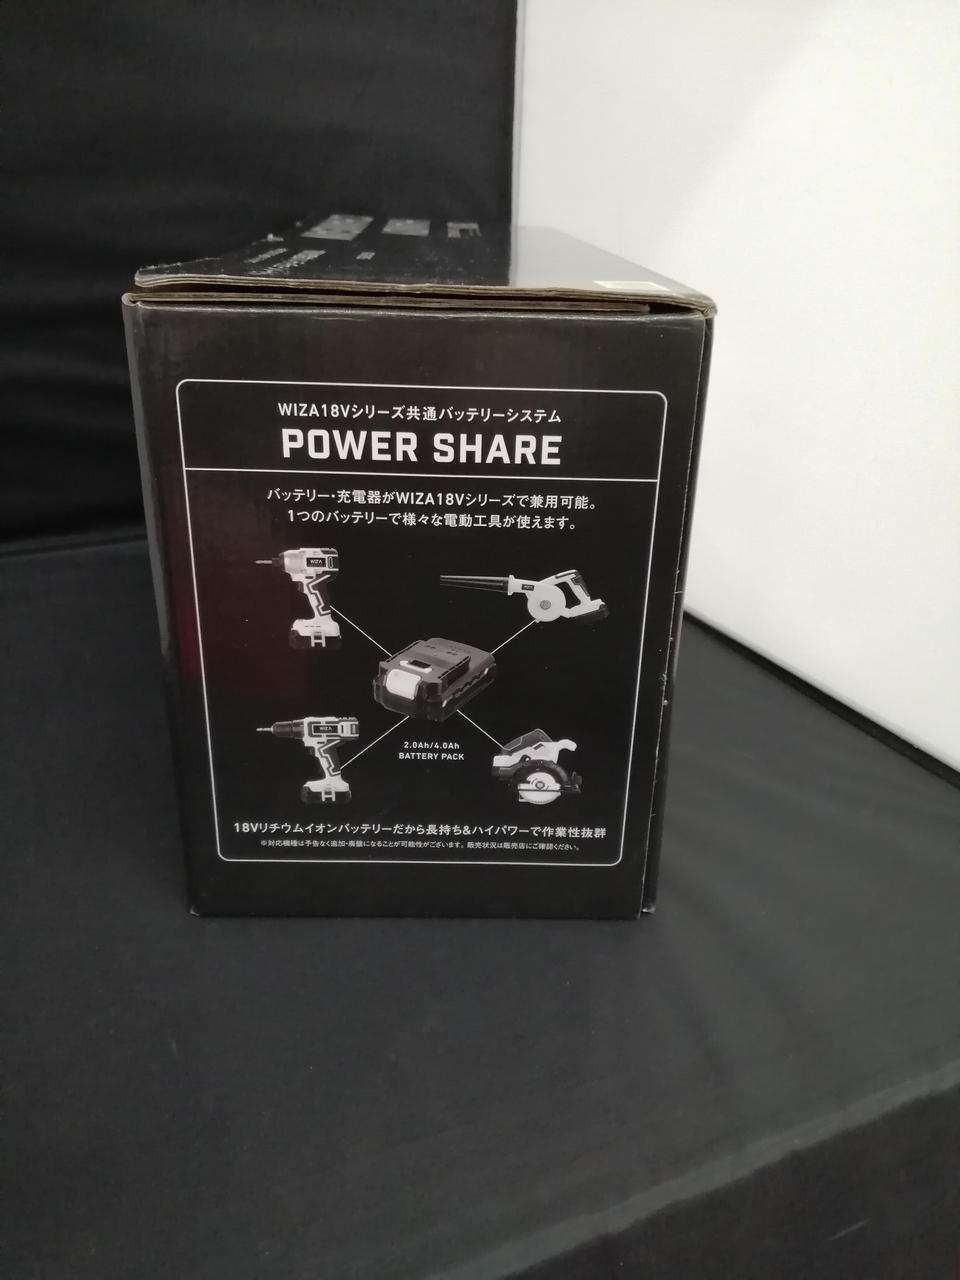 WIZA18Vシリーズ共通バッテリーシステム
POWER SHARE
バッテリー・充電器がWIZA18Vシリーズで兼用可能。
1つのバッテリーで様々な電動工具が使えます。
WIZA
WIZA
2.0Ah/4.0Ah
BATTERY PACK
18Vリチウムイオンバッテリーだから長持ち&ハイパワーで作業性抜群
※対応機種は予告なく追加・廃盤になることが可能性がございます。販売状況は販売店にご確認ください。